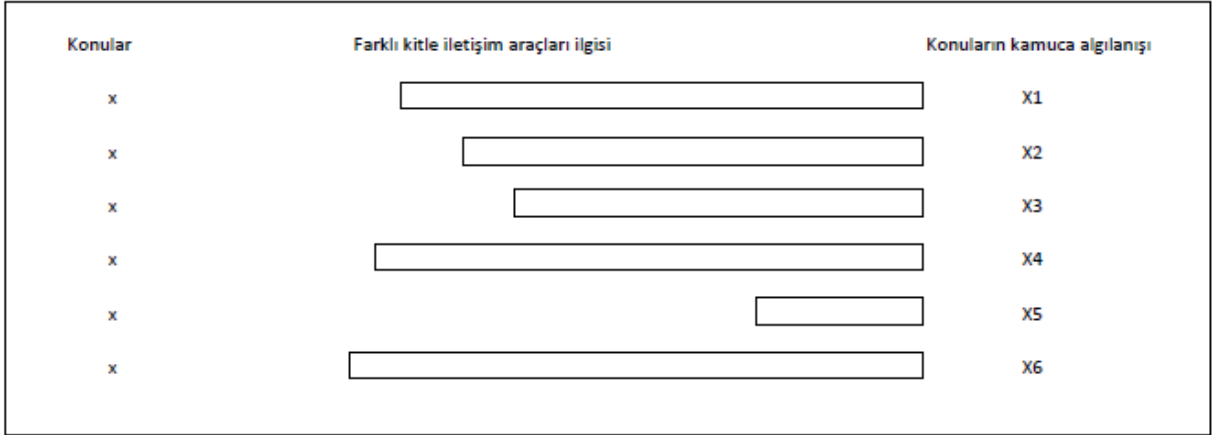 Konular Farklı kitle iletişim araçları ilgisi Konuların kamuca algılanışı
x X1
x X2
x X3
x X4
x X5
x X6